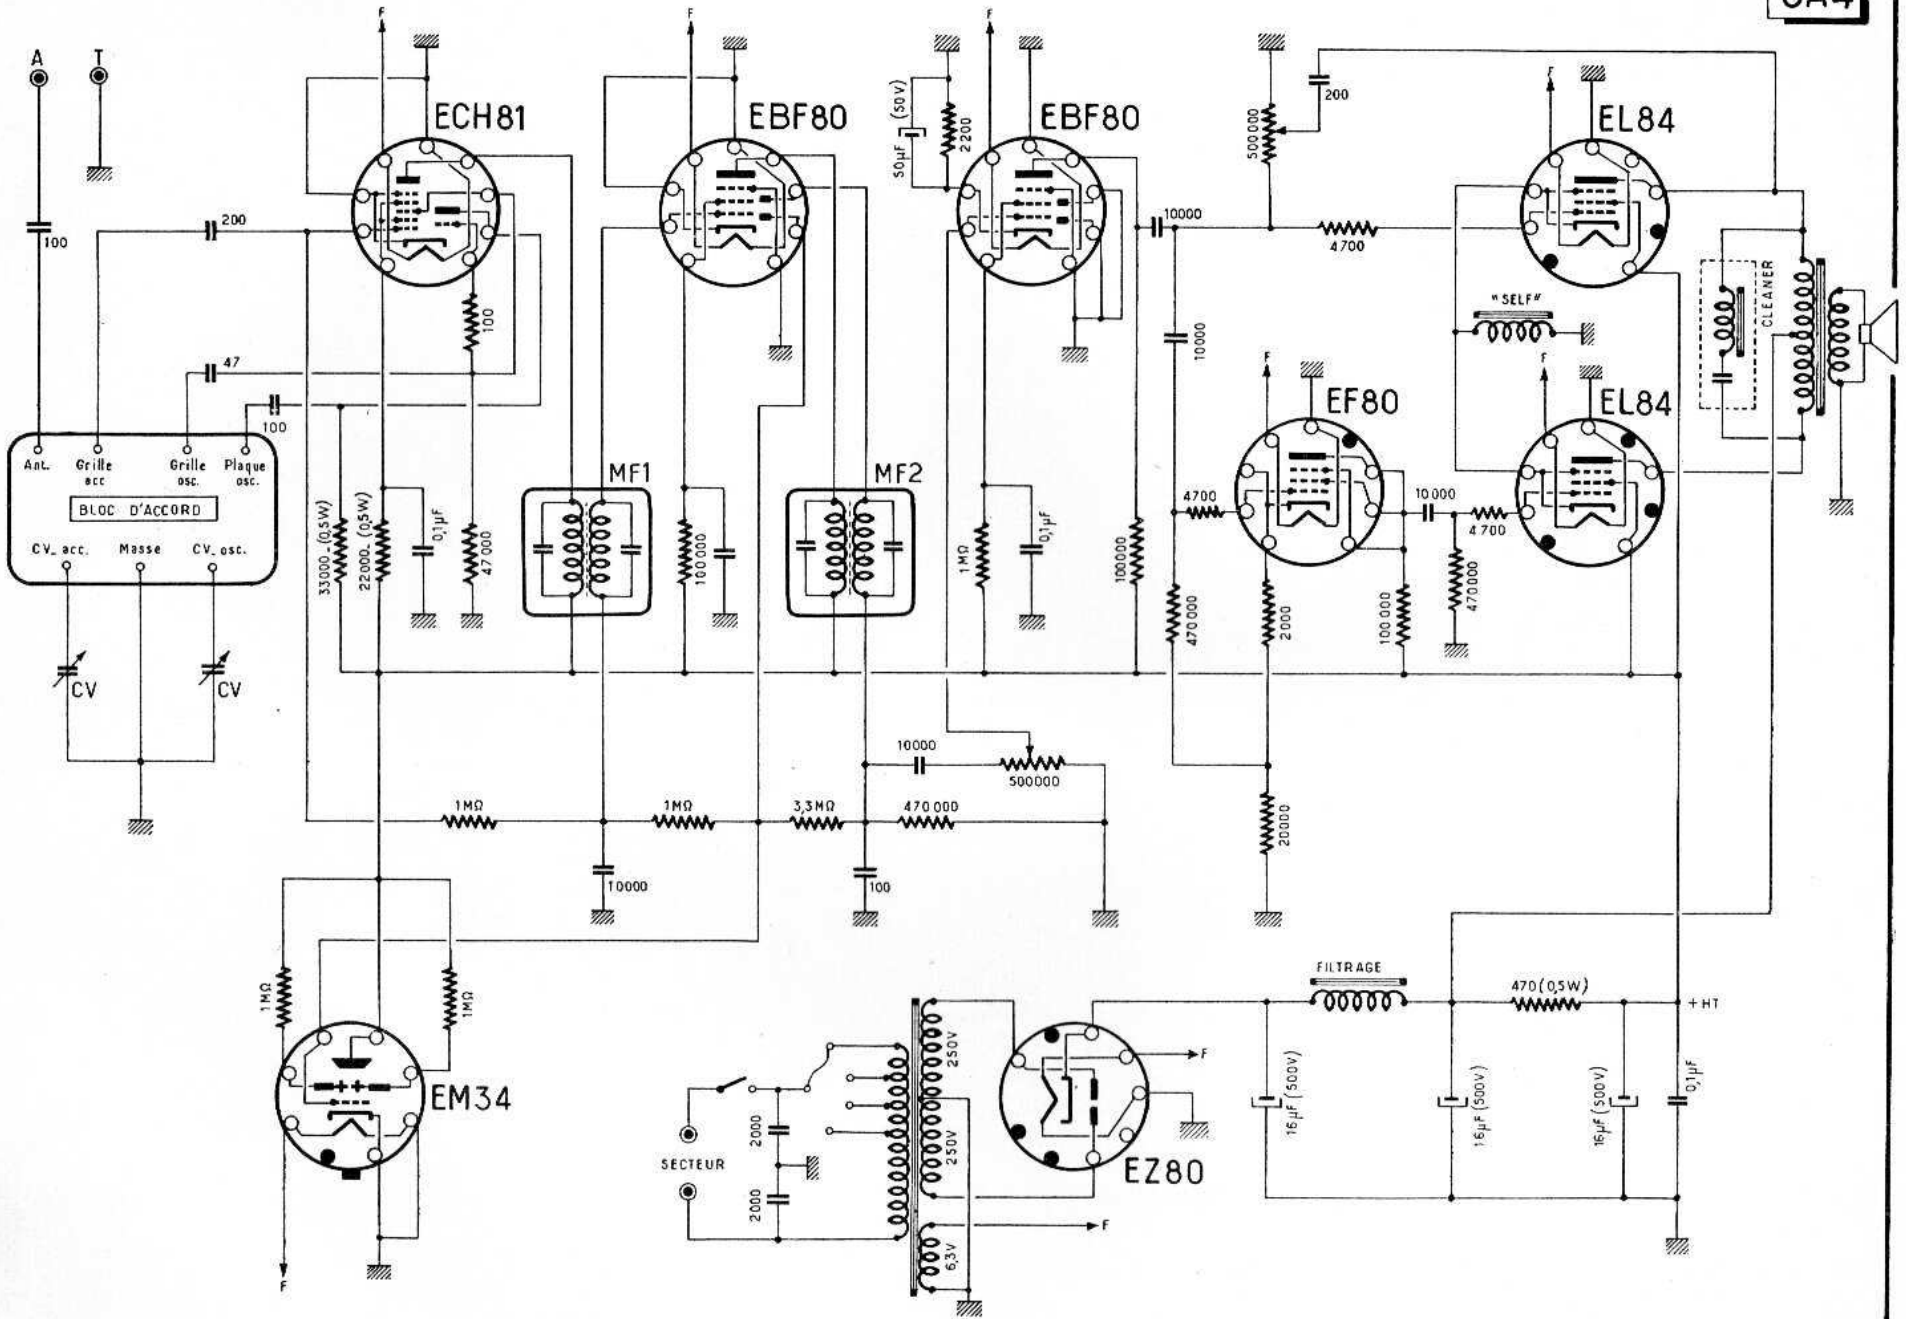 F
F
F
A
T
ECH81
EBF80
50µF (50V)
2200
EBF80
500000
200
F
EL84
100
200
10000
4700
100
"SELF"
CLEANER
47
10000
F
F
100
EF80
EL84
Ant.
Grille acc
Grille osc.
Plaque osc.
BLOC D'ACCORD
CV_ acc.
Masse
CV_ osc.
MF1
MF2
33000_(0,5W)
22000_(0,5W)
0,1µF
47000
100000
1MΩ
0,1µF
100000
4700
10000
4700
470000
2000
100000
470000
CV
CV
10000
500000
1MΩ
1MΩ
3,3MΩ
470000
20000
10000
100
1MΩ
1MΩ
FILTRAGE
470(0,5W)
+HT
EM34
250V
250V
F
EZ80
16µF (500V)
16µF (500V)
16µF (500V)
0,1µF
SECTEUR
2000
2000
F
6,3V
F